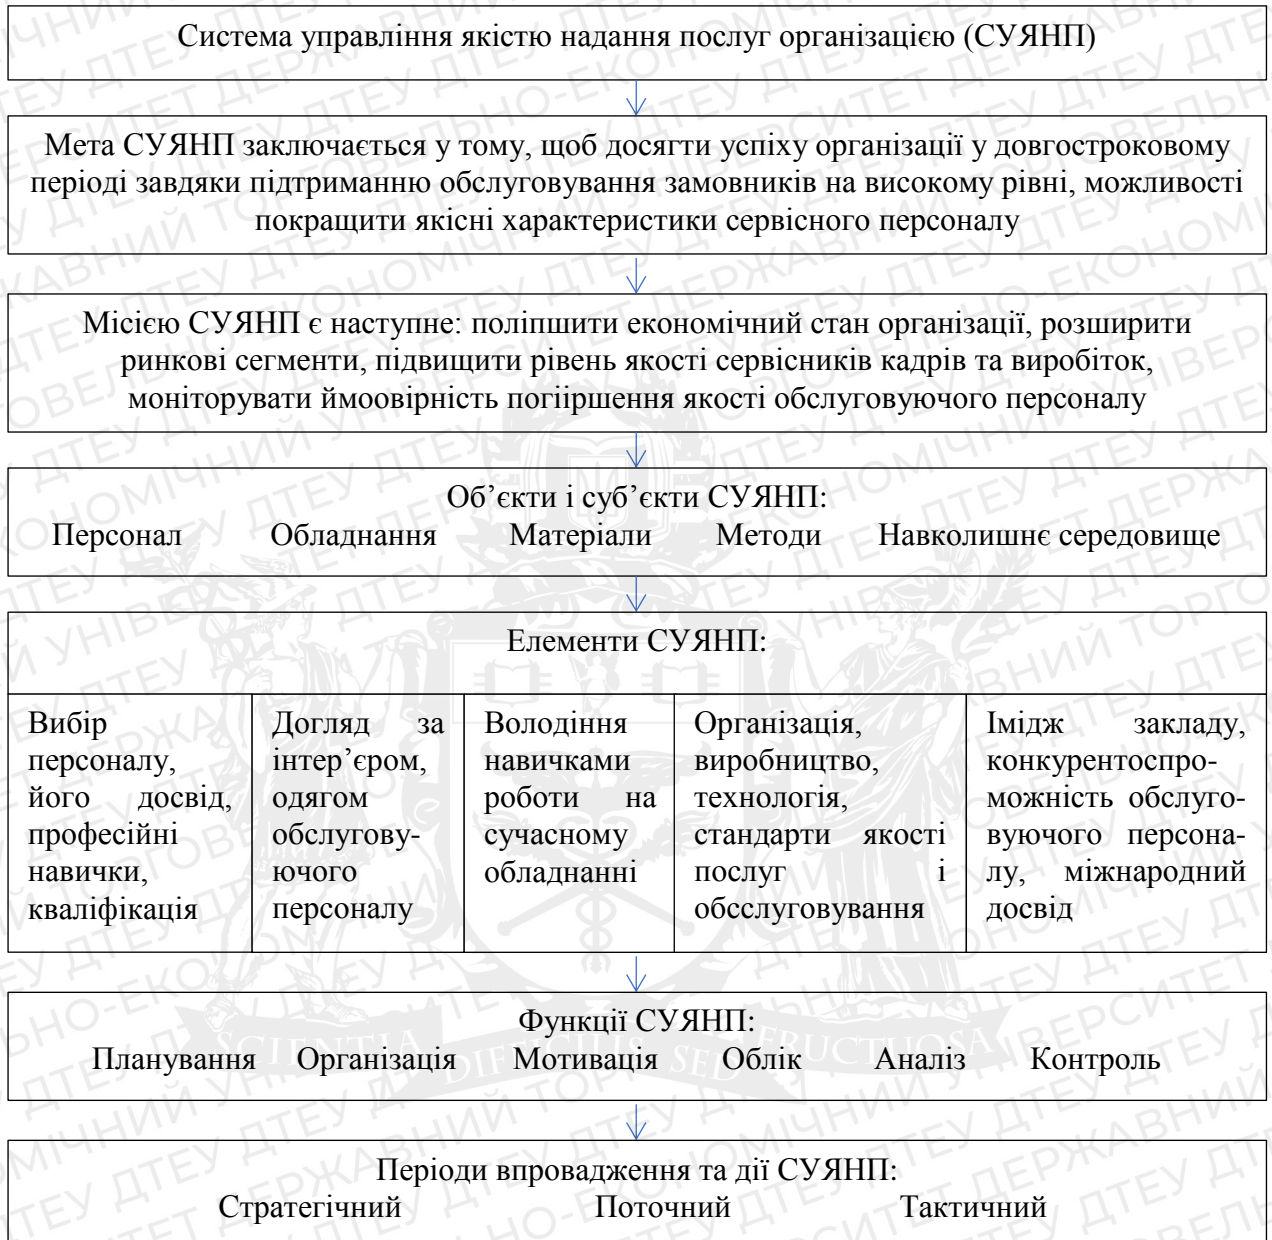 Система управління якістю надання послуг організацією (СУЯНП)
Мета СУЯНП заключається у тому, щоб досягти успіху організації у довгостроковому
періоді завдяки підтриманню обслуговування замовників на високому рівні, можливості
покращити якісні характеристики сервісного персоналу
Місією СУЯНП є наступне: поліпшити економічний стан організації, розширити
ринкові сегменти, підвищити рівень якості сервісників кадрів та виробіток,
моніторувати ймоовірність погііршення якості обслуговуючого персоналу
Об’єкти і суб’єкти СУЯНП:
Персонал Обладнання Матеріали Методи Навколишнє середовище
Елементи СУЯНП:
Вибір
персоналу,
його досвід,
професійні
навички,
кваліфікація
Догляд за
інтер’єром,
одягом
обслугову-
ючого
персоналу
Володіння
навичками
роботи на
сучасному
обладнанні
Організація,
виробництво,
технологія,
стандарти якості
послуг і
обсслуговування
Імідж закладу,
конкурентоспро-
можність обслуго-
вуючого персона-
лу, міжнародний
досвід
Функції СУЯНП:
Планування Організація Мотивація Облік Аналіз Контроль
Періоди впровадження та дії СУЯНП:
Стратегічний Поточний Тактичний